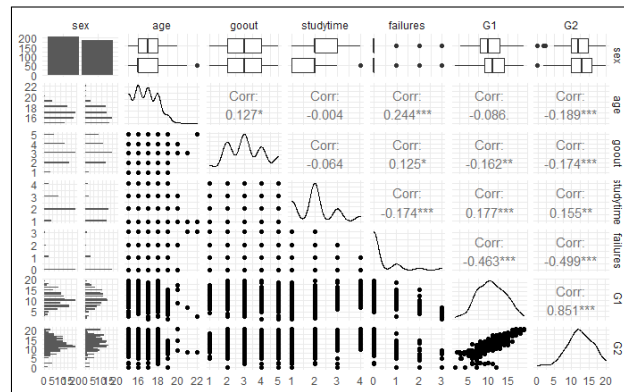 sex age goout studytime failures G1 G2
200
150
100
50
0
sex
22
20
18
16
Corr: Corr: Corr: Corr: Corr:
0.127* -0.004 0.244*** -0.086. -0.189***
age
5
4
3
2
1
Corr: Corr: Corr: Corr:
-0.064 0.125* -0.162** -0.174***
goout
4
3
2
1
Corr: Corr: Corr:
-0.174*** 0.177*** 0.155**
studytime
3
2
1
0
Corr: Corr:
-0.463*** -0.499***
failures
20
15
10
5
Corr:
0.851***
G1
20
15
10
5
0
G2
16 18 20 22 1 2 3 4 5 1 2 3 4 0 1 2 3 5 10 15 0 5 10 15 20